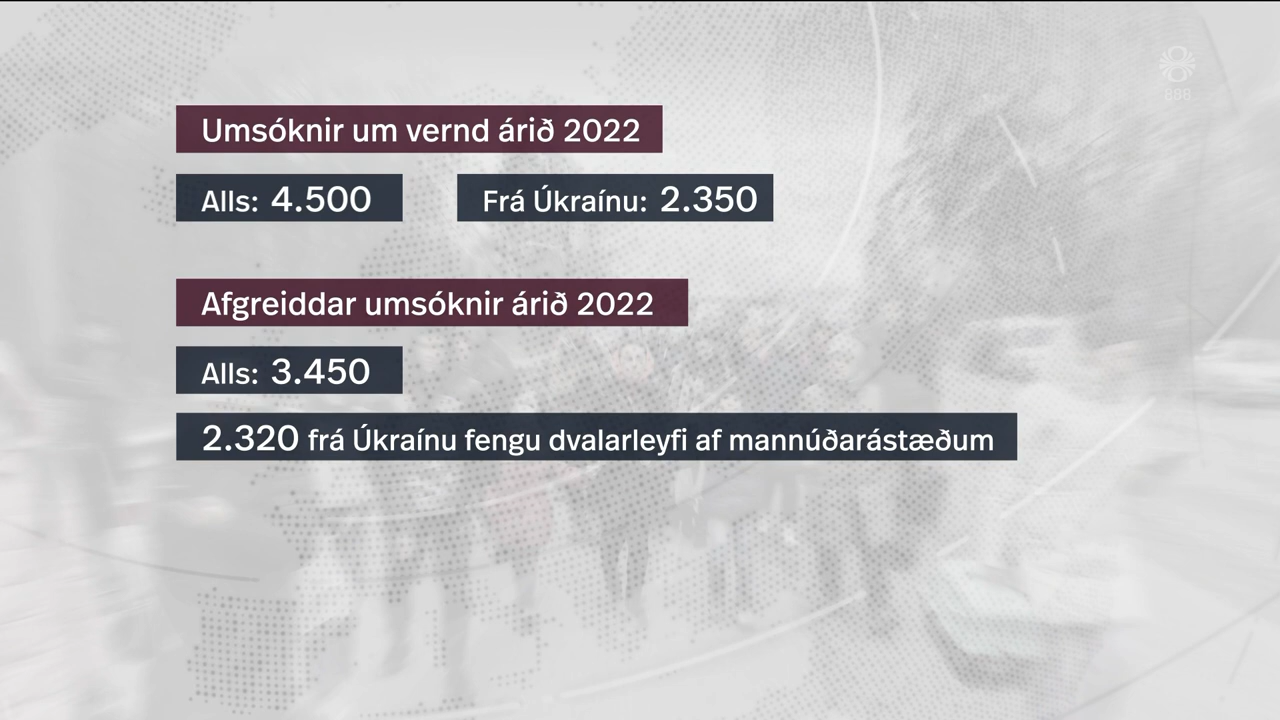 888
Umsóknir um vernd árið 2022
Alls: 4.500 Frá Úkraínu: 2.350
Afgreiddar umsóknir árið 2022
Alls: 3.450
2.320 frá Úkraínu fengu dvalarleyfi af mannúðarástæðum